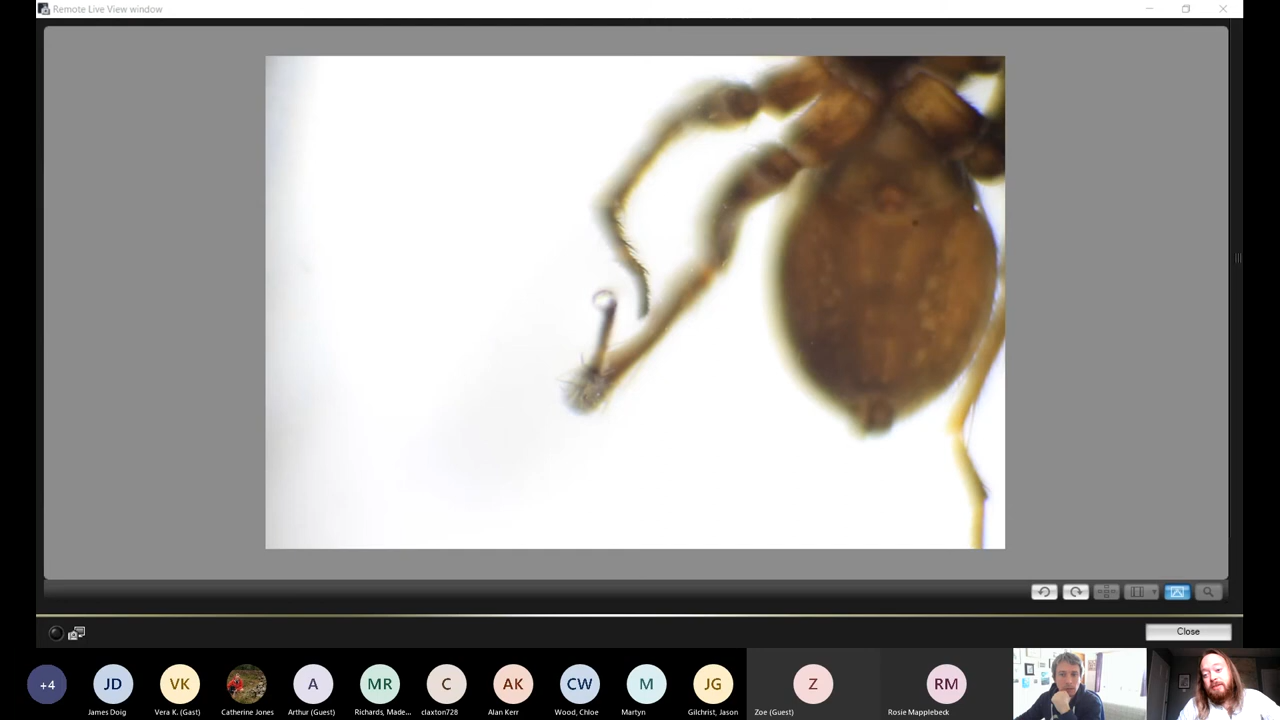 Remote Live View window
Close
+4
JD
VK
A
MR
C
AK
CW
M
JG
Z
RM
James Doig
Vera K. (Gast)
Catherine Jones
Arthur (Guest)
Richards, Made...
claxton728
Alan Kerr
Wood, Chloe
Martyn
Gilchrist, Jason
Zoe (Guest)
Rosie Mapplebeck